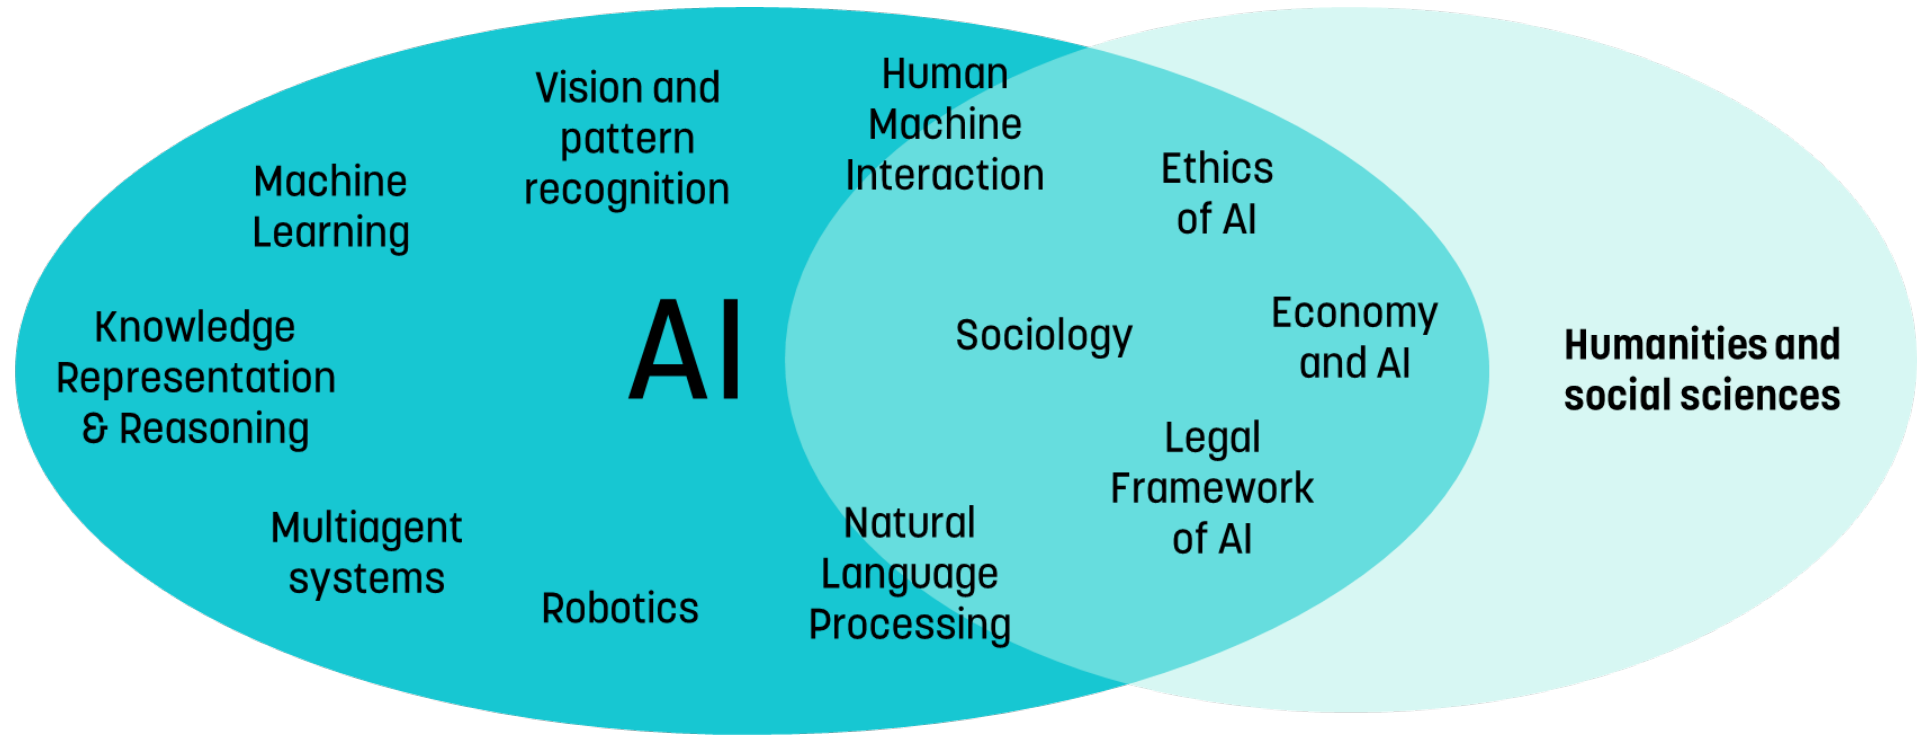 Vision and
pattern
recognition
Human
Machine
Interaction
Machine
Learning
Ethics
of AI
Knowledge
Representation
& Reasoning
AI
Sociology
Economy
and AI
Humanities and
social sciences
Legal
Framework
of AI
Multiagent
systems
Robotics
Natural
Language
Processing